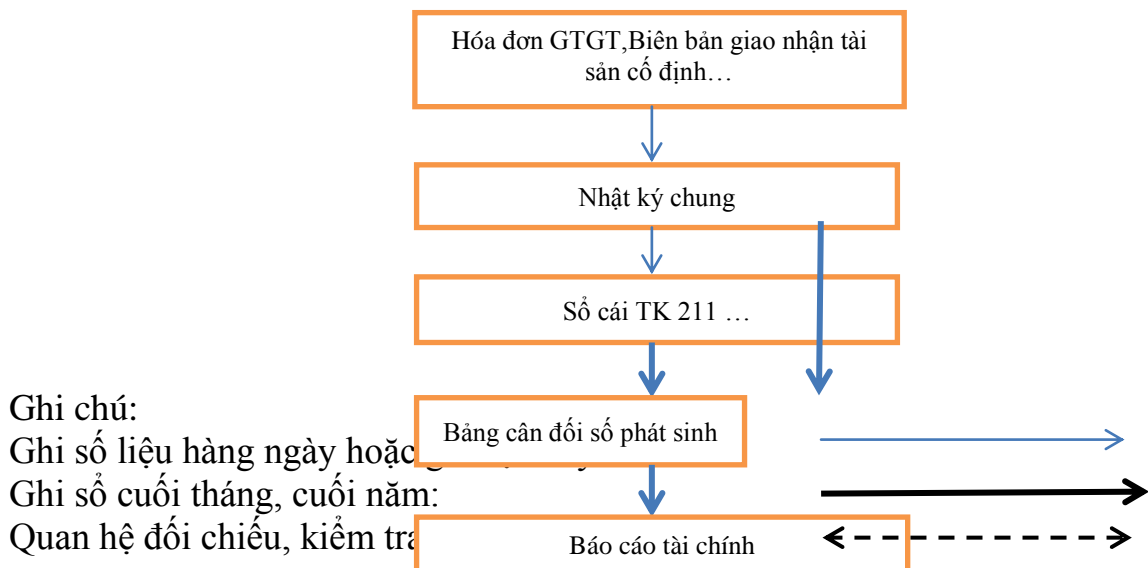 Hóa đơn GTGT,Biên bản giao nhận tài
sản cố định…
Nhật ký chung
Sổ cái TK 211 …
Bảng cân đối số phát sinh
Báo cáo tài chính
Ghi chú:
Ghi số liệu hàng ngày hoặc
Ghi sổ cuối tháng, cuối năm:
Quan hệ đối chiếu, kiểm tra